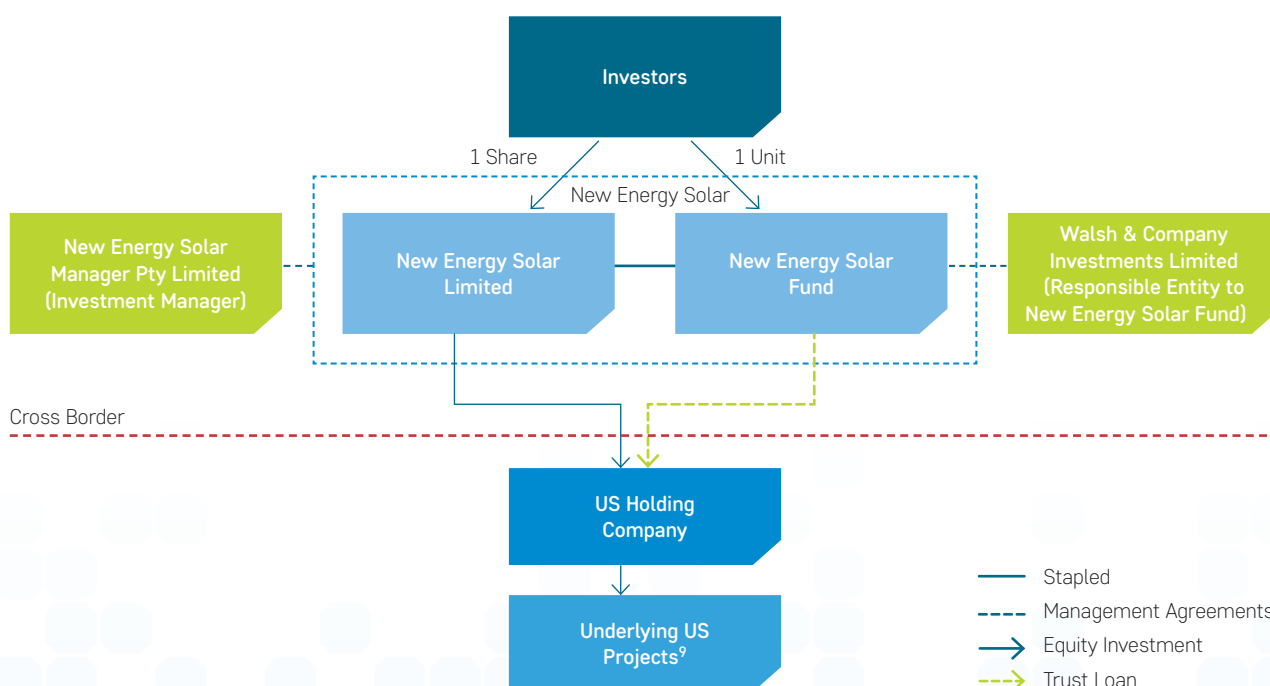 Investors
1 Share
1 Unit
New Energy Solar
New Energy Solar
Manager Pty Limited
(Investment Manager)
New Energy Solar
Limited
New Energy Solar
Fund
Walsh & Company
Investments Limited
(Responsible Entity to
New Energy Solar Fund)
Cross Border
US Holding
Company
Underlying US
Projects⁹
Stapled
Management Agreements
Equity Investment
Trust Loan